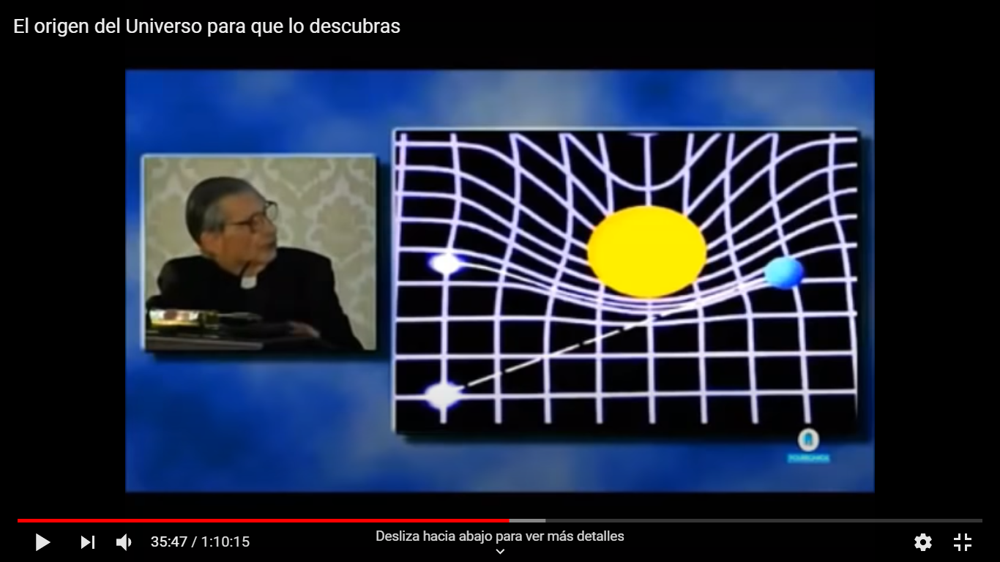 El origen del Universo para que lo descubras
35:47 / 1:10:15
Desliza hacia abajo para ver más detalles